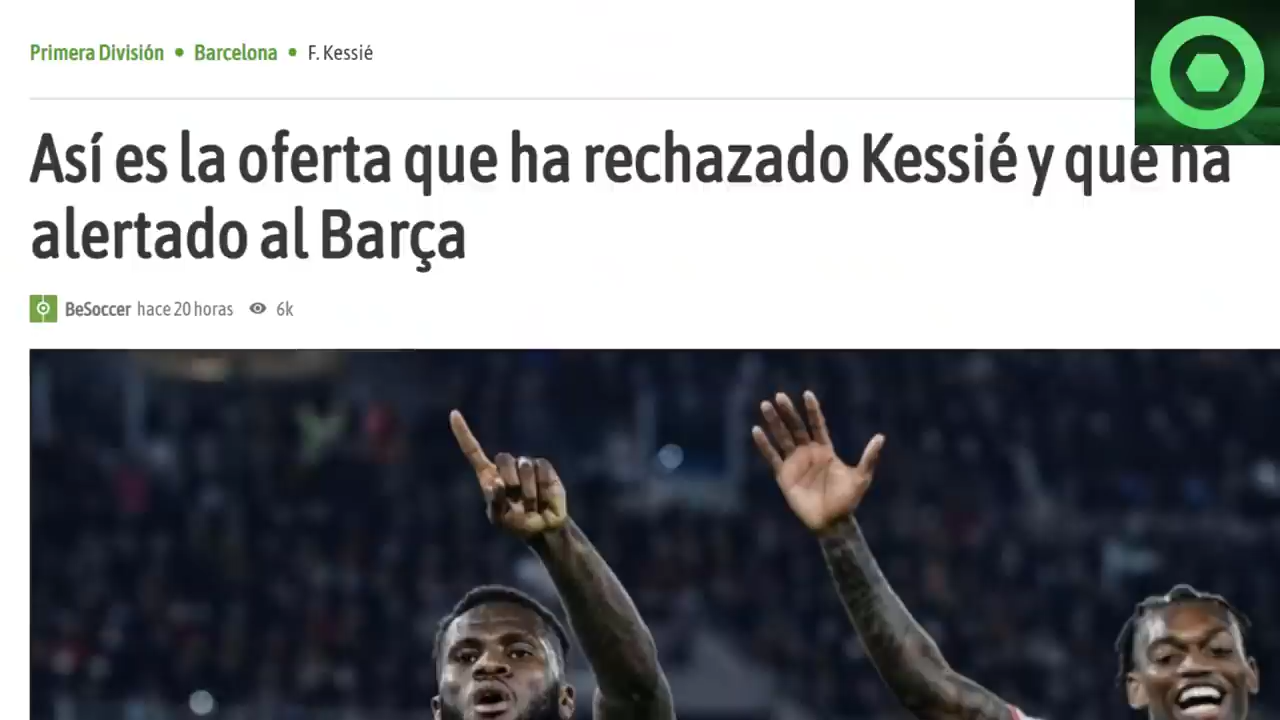 Primera División • Barcelona • F. Kessié
Así es la oferta que ha rechazado Kessié y que ha
alertado al Barça
BeSoccer hace 20 horas 6k